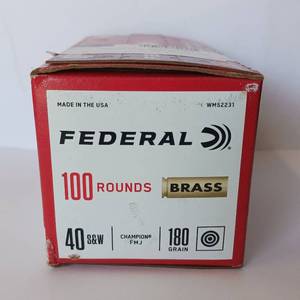 MADE IN THE USA
WM52231
FEDERAL
100 ROUNDS BRASS
40 S&W
CHAMPION®
FMJ
180
GRAIN